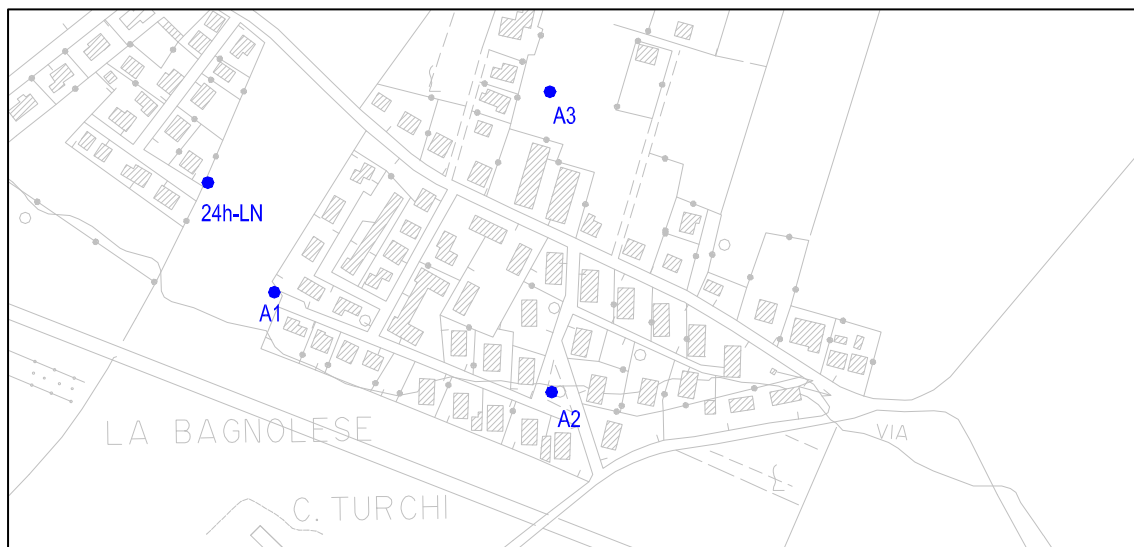 A3
24h-LN
A1
A2
LA BAGNOLESE
VIA
C. TURCHI